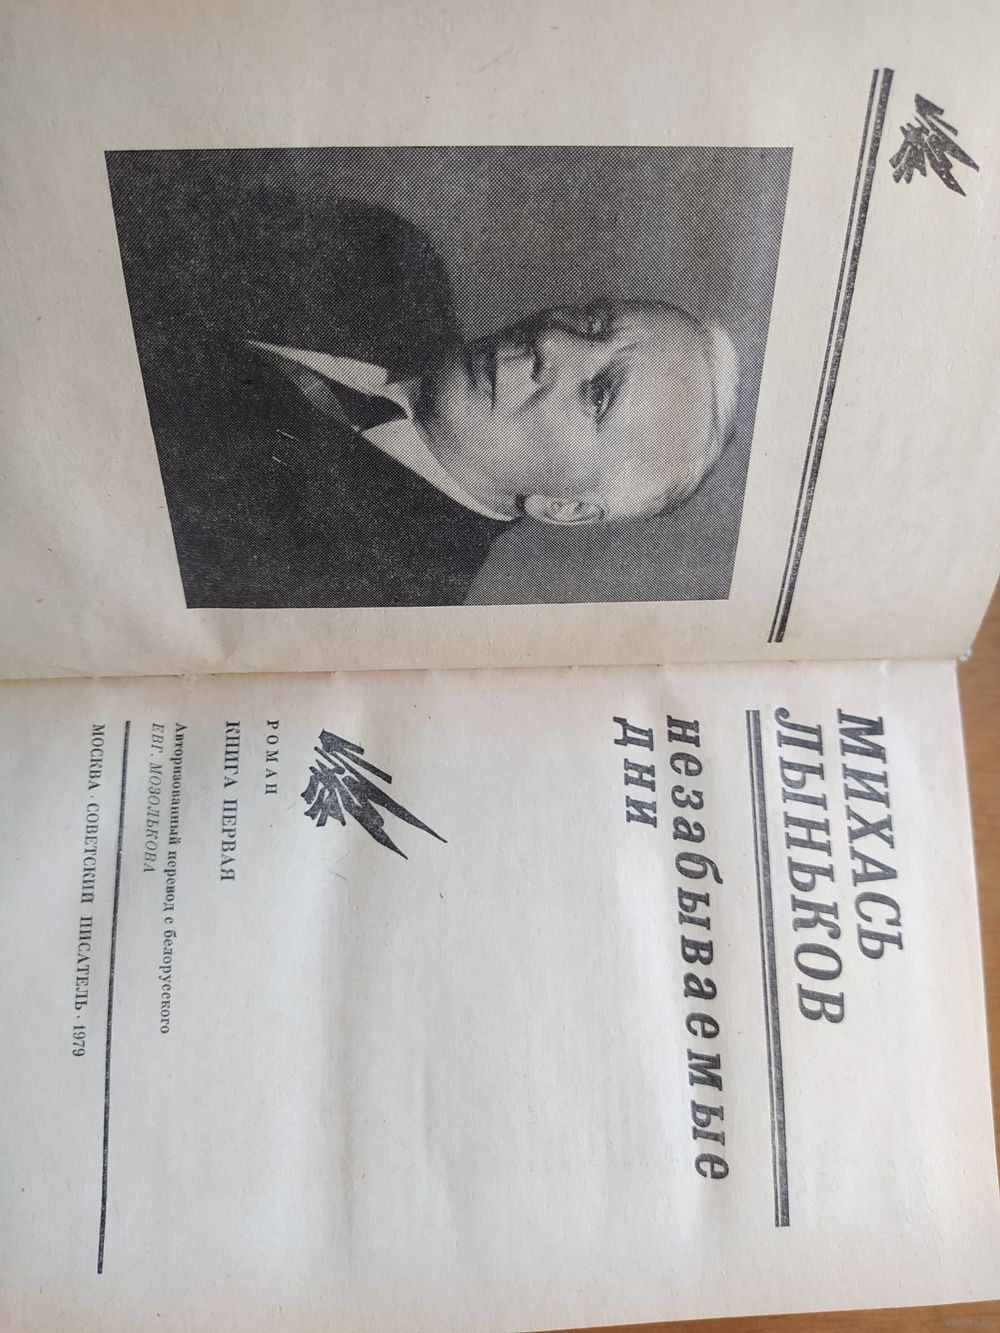 МИХАСЬ
ЛЫНЬКОВ
незабываемые
дни
РОМАН
КНИГА ПЕРВАЯ
Авторизованный перевод с белорусского
ЕВГ. МОЗОЛЬКОВА
МОСКВА · СОВЕТСКИЙ ПИСАТЕЛЬ · 1979